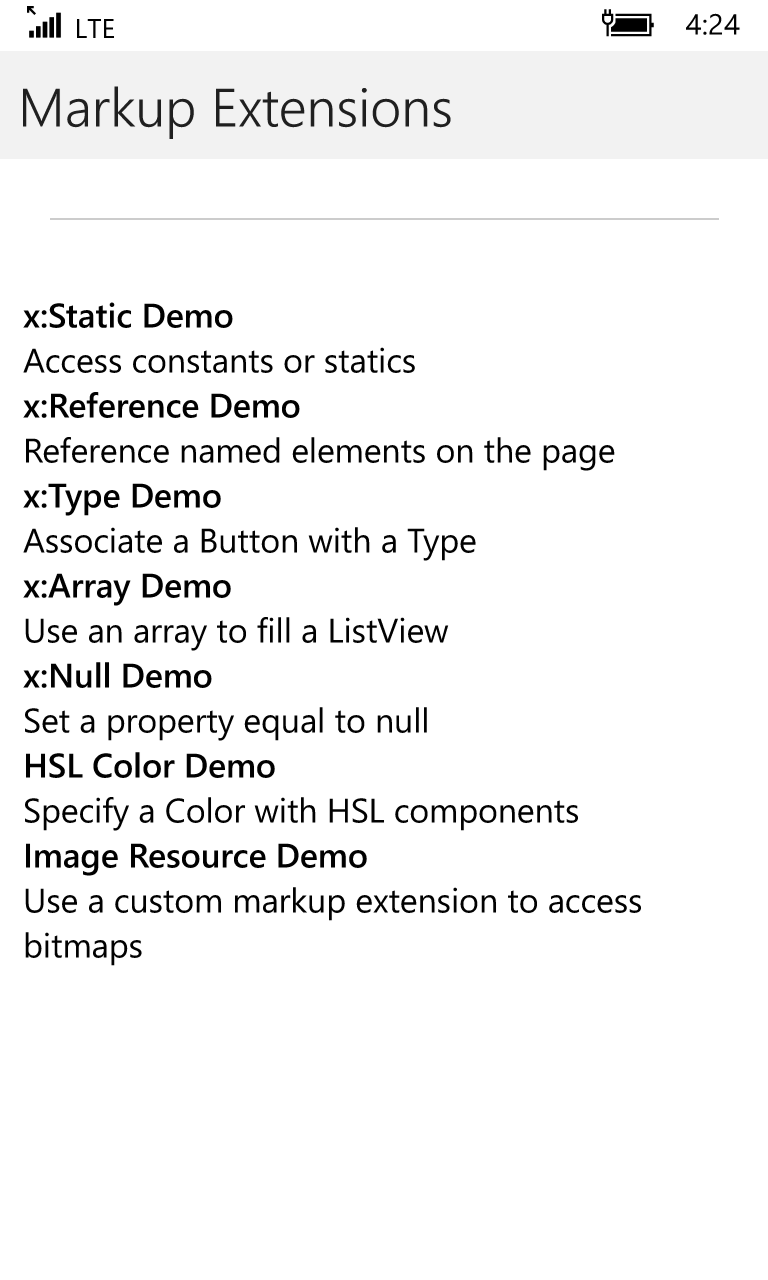 LTE 4:24
Markup Extensions
x:Static Demo
Access constants or statics
x:Reference Demo
Reference named elements on the page
x:Type Demo
Associate a Button with a Type
x:Array Demo
Use an array to fill a ListView
x:Null Demo
Set a property equal to null
HSL Color Demo
Specify a Color with HSL components
Image Resource Demo
Use a custom markup extension to access
bitmaps